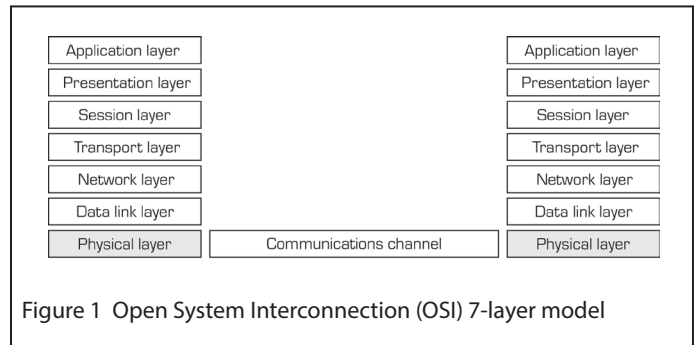 Application layer Application layer
Presentation layer Presentation layer
Session layer Session layer
Transport layer Transport layer
Network layer Network layer
Data link layer Data link layer
Physical layer Communications channel Physical layer
Figure 1 Open System Interconnection (OSI) 7-layer model